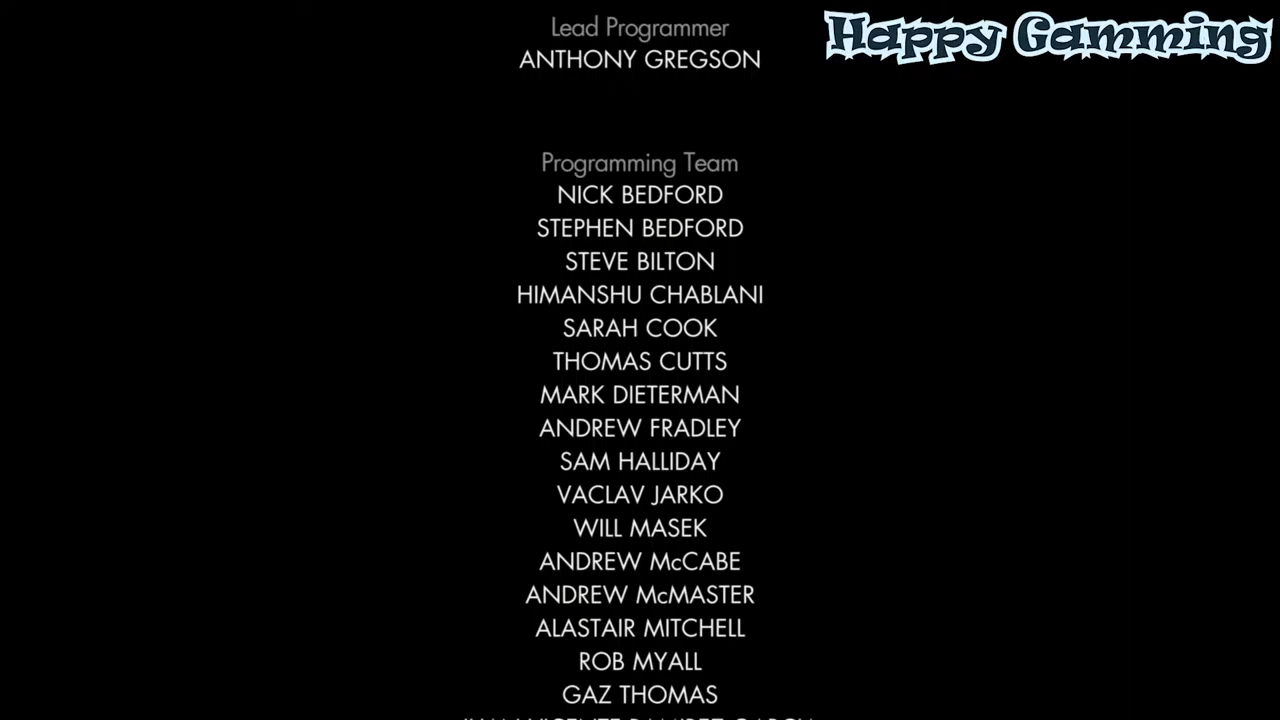 Lead Programmer
ANTHONY GREGSON
Happy Gamming
Programming Team
NICK BEDFORD
STEPHEN BEDFORD
STEVE BILTON
HIMANSHU CHABLANI
SARAH COOK
THOMAS CUTTS
MARK DIETERMAN
ANDREW FRADLEY
SAM HALLIDAY
VACLAV JARKO
WILL MASEK
ANDREW McCABE
ANDREW McMASTER
ALASTAIR MITCHELL
ROB MYALL
GAZ THOMAS